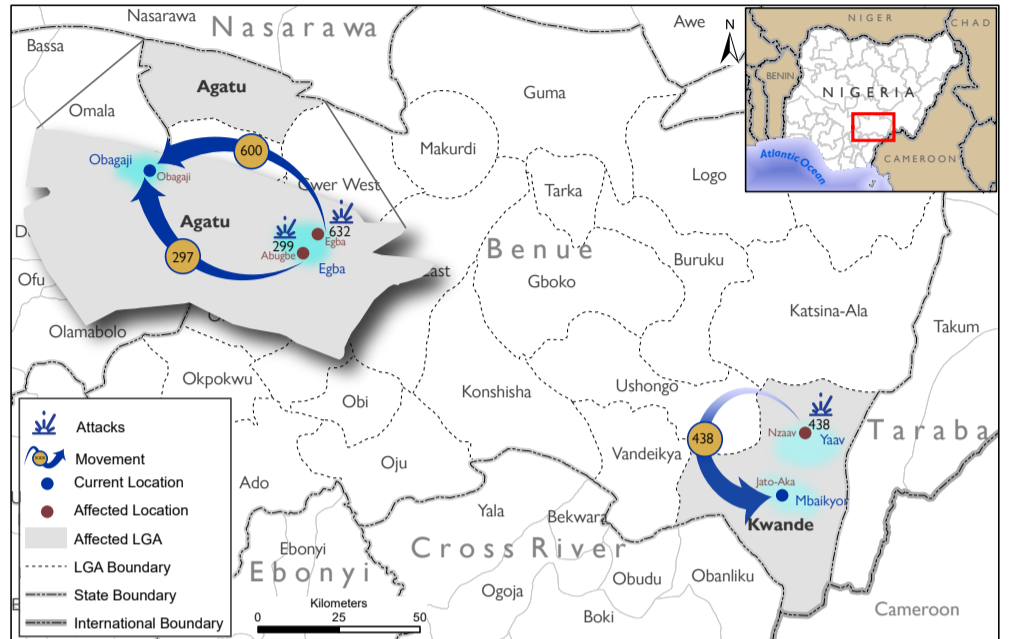 Nasarawa
Nasarawa
Bassa
Awe
N
Agatu
Omala
Guma
Makurdi
Logo
600
Obagaji
Obagaji
Gwer West
Tarka
Agatu
632
299
Egba
Abugbe
Egba
297
East
Benue
Buruku
Gboko
Ofu
Katsina-Ala
Olamabolo
Takum
Okpokwu
Konshisha
Ushongo
Obi
438
Nzaav
Yaav
438
Taraba
Vandeikya
Oju
Jato-Aka
Mbaikyor
Ado
Yala
Bekwara
Kwande
Cross River
Ebonyi
Ebonyi
Obudu
Obanliku
Ogoja
Boki
Cameroon
Attacks
Movement
Current Location
Affected Location
Affected LGA
LGA Boundary
State Boundary
International Boundary
Kilometers
0 25 50
NIGER
CHAD
BENIN
NIGERIA
CAMEROON
Atlantic Ocean